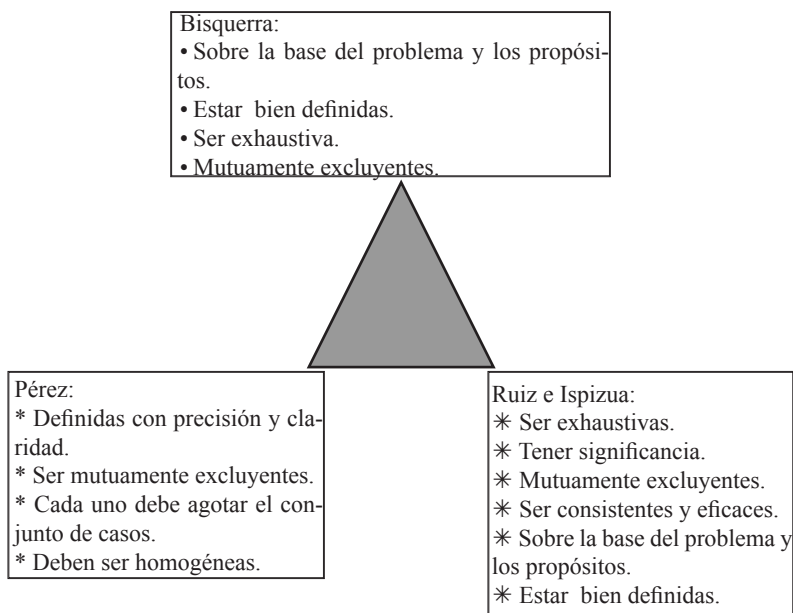 Bisquerra:
• Sobre la base del problema y los propósi-
tos.
• Estar bien definidas.
• Ser exhaustiva.
• Mutuamente excluyentes.
Pérez:
* Definidas con precisión y cla-
ridad.
* Ser mutuamente excluyentes.
* Cada uno debe agotar el con-
junto de casos.
* Deben ser homogéneas.
Ruiz e Ispizua:
✳ Ser exhaustivas.
✳ Tener significancia.
✳ Mutuamente excluyentes.
✳ Ser consistentes y eficaces.
✳ Sobre la base del problema y
los propósitos.
✳ Estar bien definidas.